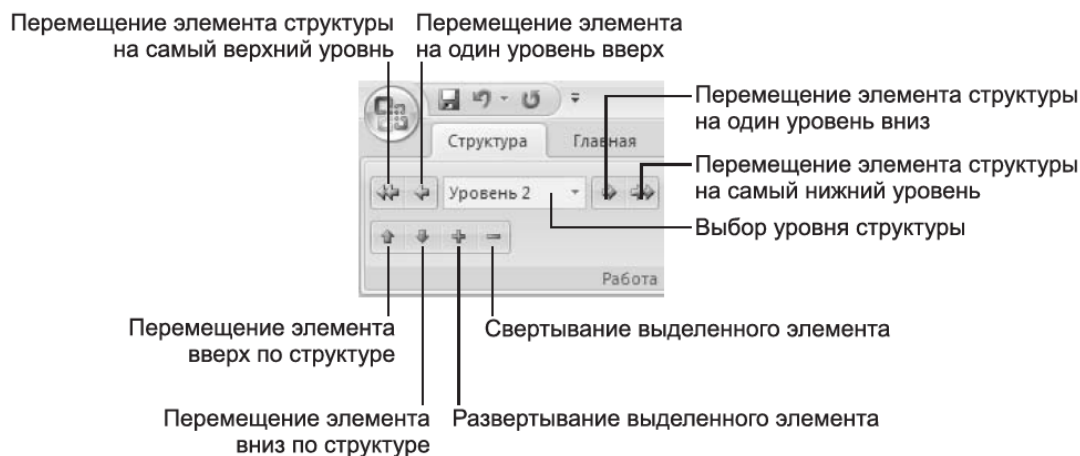 Перемещение элемента структуры
на самый верхний уровнь
Перемещение элемента
на один уровень вверх
Структура
Главная
Уровень 2
Работа
Перемещение элемента структуры
на один уровень вниз
Перемещение элемента структуры
на самый нижний уровень
Выбор уровня структуры
Перемещение элемента
вверх по структуре
Свертывание выделенного элемента
Перемещение элемента
вниз по структуре
Развертывание выделенного элемента